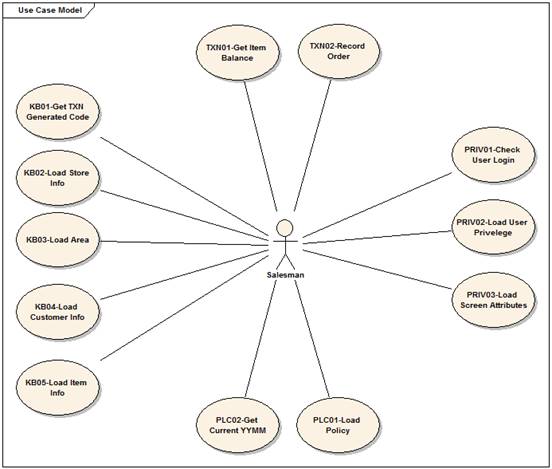 Use Case Model
TXN01-Get Item
Balance
TXN02-Record
Order
KB01-Get TXN
Generated Code
PRIV01-Check
User Login
KB02-Load Store
Info
PRIV02-Load User
Privelege
KB03-Load Area
Salesman
KB04-Load
Customer Info
PRIV03-Load
Screen Attributes
KB05-Load Item
Info
PLC02-Get
Current YYMM
PLC01-Load
Policy